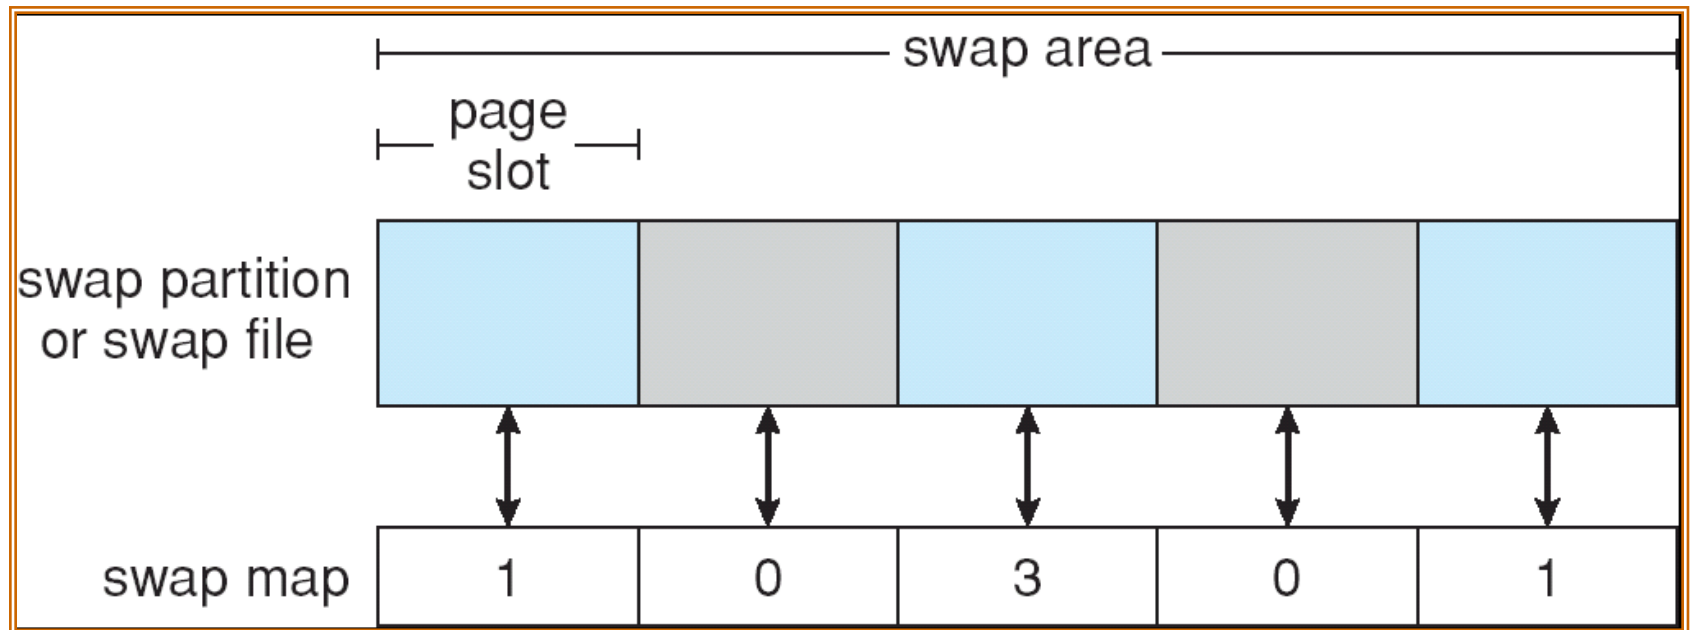 swap area
page
slot
swap partition
or swap file
swap map
1 0 3 0 1